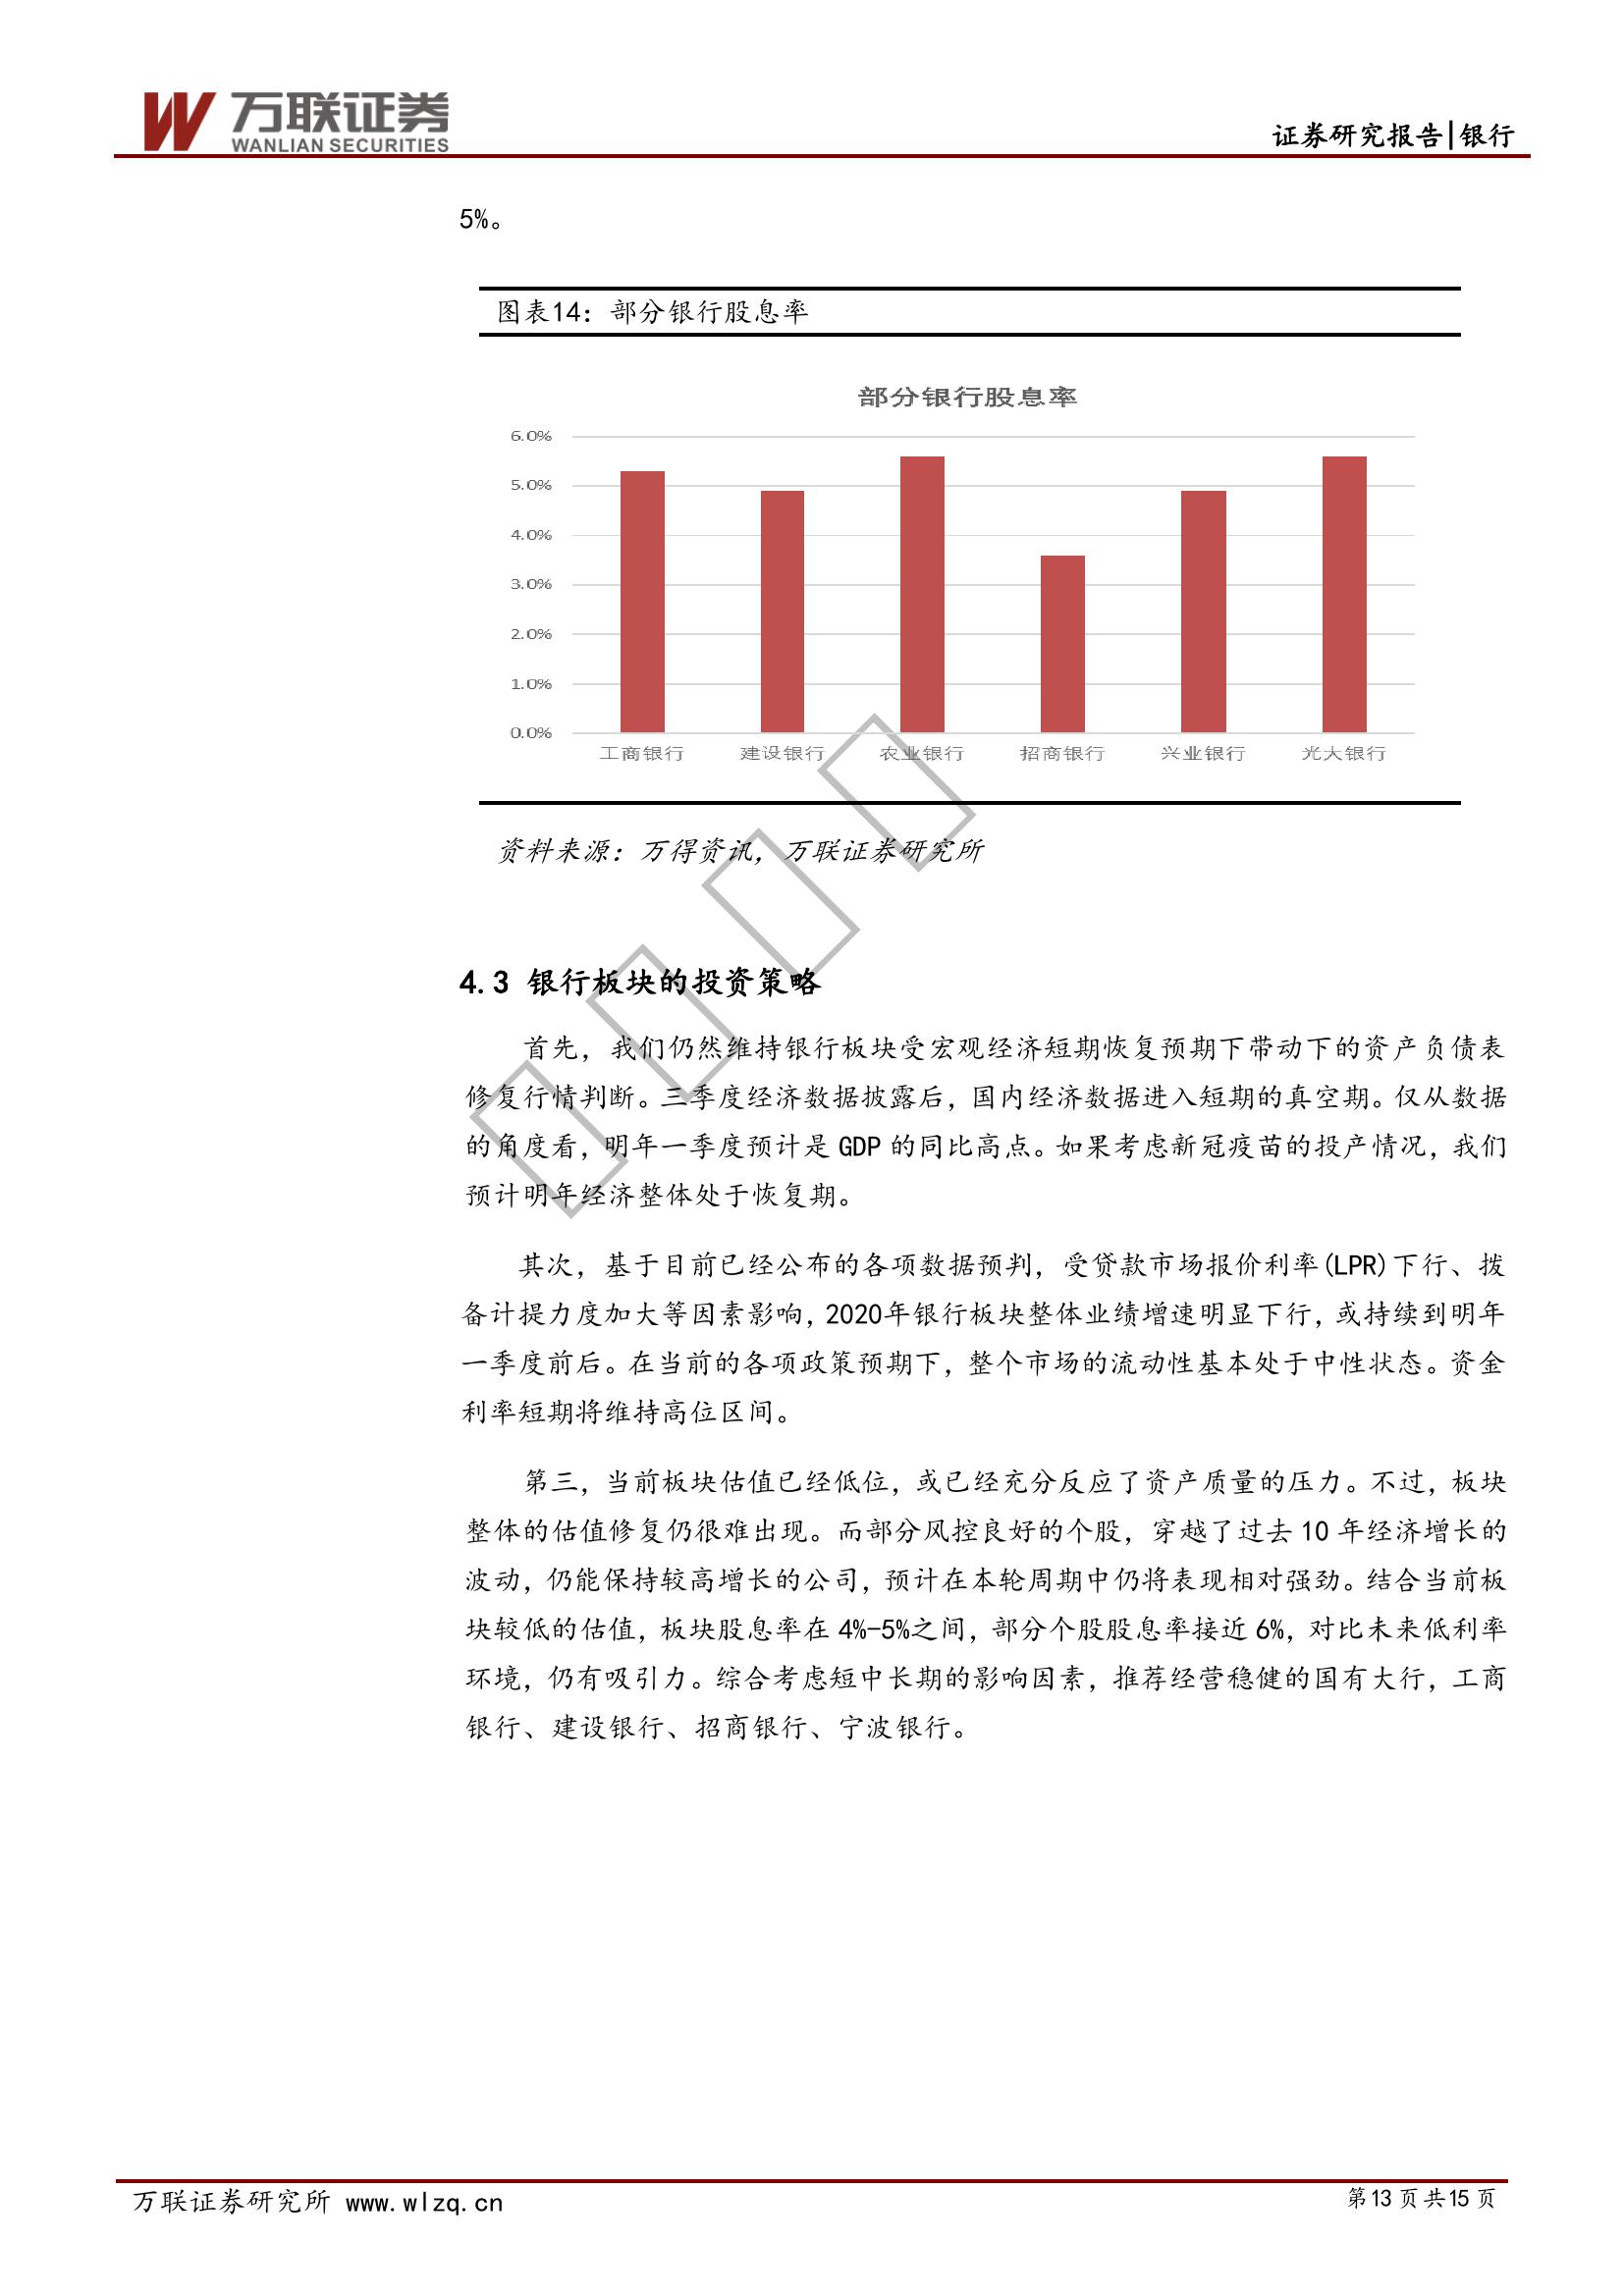 万联证券
WANLIAN SECURITIES
证券研究报告|银行
5%。
图表14：部分银行股息率
部分银行股息率
6.0%
5.0%
4.0%
3.0%
2.0%
1.0%
0.0%
工商银行 建设银行 农业银行 招商银行 兴业银行 光大银行
资料来源：万得资讯，万联证券研究所
4.3 银行板块的投资策略
首先，我们仍然维持银行板块受宏观经济短期恢复预期下带动下的资产负债表
修复行情判断。三季度经济数据披露后，国内经济数据进入短期的真空期。仅从数据
的角度看，明年一季度预计是 GDP 的同比高点。如果考虑新冠疫苗的投产情况，我们
预计明年经济整体处于恢复期。
其次，基于目前已经公布的各项数据预判，受贷款市场报价利率(LPR)下行、拨
备计提力度加大等因素影响，2020年银行板块整体业绩增速明显下行，或持续到明年
一季度前后。在当前的各项政策预期下，整个市场的流动性基本处于中性状态。资金
利率短期将维持高位区间。
第三，当前板块估值已经低位，或已经充分反应了资产质量的压力。不过，板块
整体的估值修复仍很难出现。而部分风控良好的个股，穿越了过去 10 年经济增长的
波动，仍能保持较高增长的公司，预计在本轮周期中仍将表现相对强劲。结合当前板
块较低的估值，板块股息率在 4%-5%之间，部分个股股息率接近 6%，对比未来低利率
环境，仍有吸引力。综合考虑短中长期的影响因素，推荐经营稳健的国有大行，工商
银行、建设银行、招商银行、宁波银行。
万联证券研究所 www.wlzq.cn
第13 页 共15 页